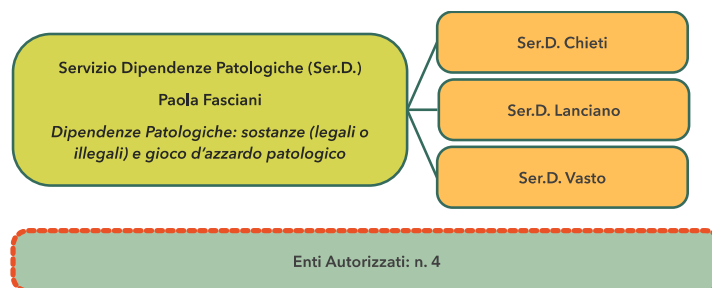 Servizio Dipendenze Patologiche (Ser.D.)
Paola Fasciani
Dipendenze Patologiche: sostanze (legali o
illegali) e gioco d'azzardo patologico
Ser.D. Chieti
Ser.D. Lanciano
Ser.D. Vasto
Enti Autorizzati: n. 4